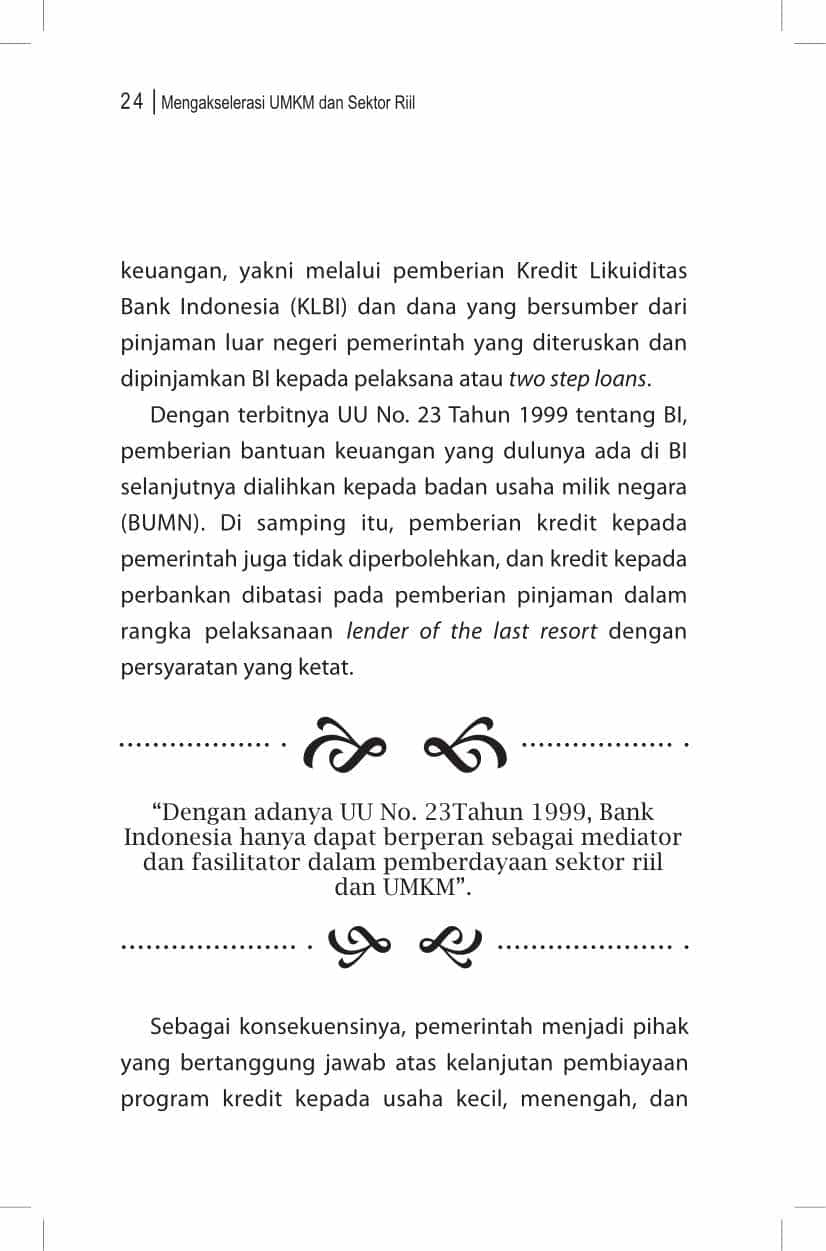 24 | Mengakselerasi UMKM dan Sektor Riil
keuangan, yakni melalui pemberian Kredit Likuiditas
Bank Indonesia (KLBI) dan dana yang bersumber dari
pinjaman luar negeri pemerintah yang diteruskan dan
dipinjamkan BI kepada pelaksana atau two step loans.
Dengan terbitnya UU No. 23 Tahun 1999 tentang BI,
pemberian bantuan keuangan yang dulunya ada di BI
selanjutnya dialihkan kepada badan usaha milik negara
(BUMN). Di samping itu, pemberian kredit kepada
pemerintah juga tidak diperbolehkan, dan kredit kepada
perbankan dibatasi pada pemberian pinjaman dalam
rangka pelaksanaan lender of the last resort dengan
persyaratan yang ketat.
“Dengan adanya UU No. 23Tahun 1999, Bank
Indonesia hanya dapat berperan sebagai mediator
dan fasilitator dalam pemberdayaan sektor riil
dan UMKM”.
Sebagai konsekuensinya, pemerintah menjadi pihak
yang bertanggung jawab atas kelanjutan pembiayaan
program kredit kepada usaha kecil, menengah, dan